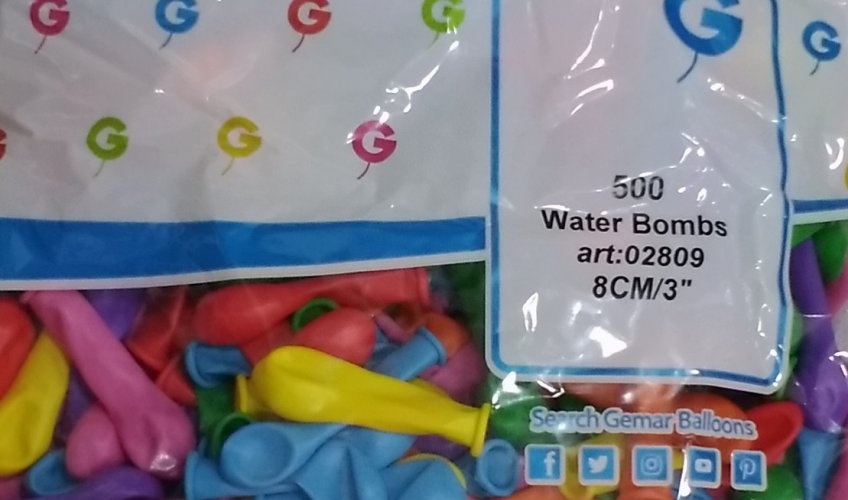 G G G G G G
G G G
500
Water Bombs
art:02809
8CM/3"
Search Gemar Balloons